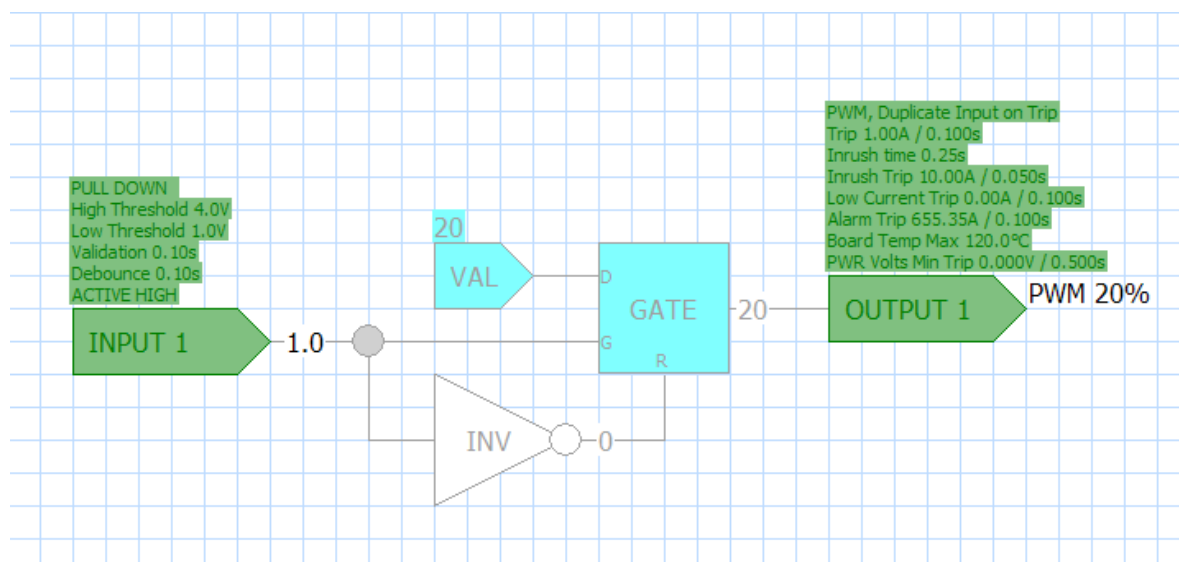 PULL DOWN
High Threshold 4.0V
Low Threshold 1.0V
Validation 0.10s
Debounce 0.10s
ACTIVE HIGH
INPUT 1
1.0
20
VAL
INV
0
D
G
R
GATE
20
PWM, Duplicate Input on Trip
Trip 1.00A / 0.100s
Inrush time 0.25s
Inrush Trip 10.00A / 0.050s
Low Current Trip 0.00A / 0.100s
Alarm Trip 655.35A / 0.100s
Board Temp Max 120.0°C
PWR Volts Min Trip 0.000V / 0.500s
OUTPUT 1
PWM 20%